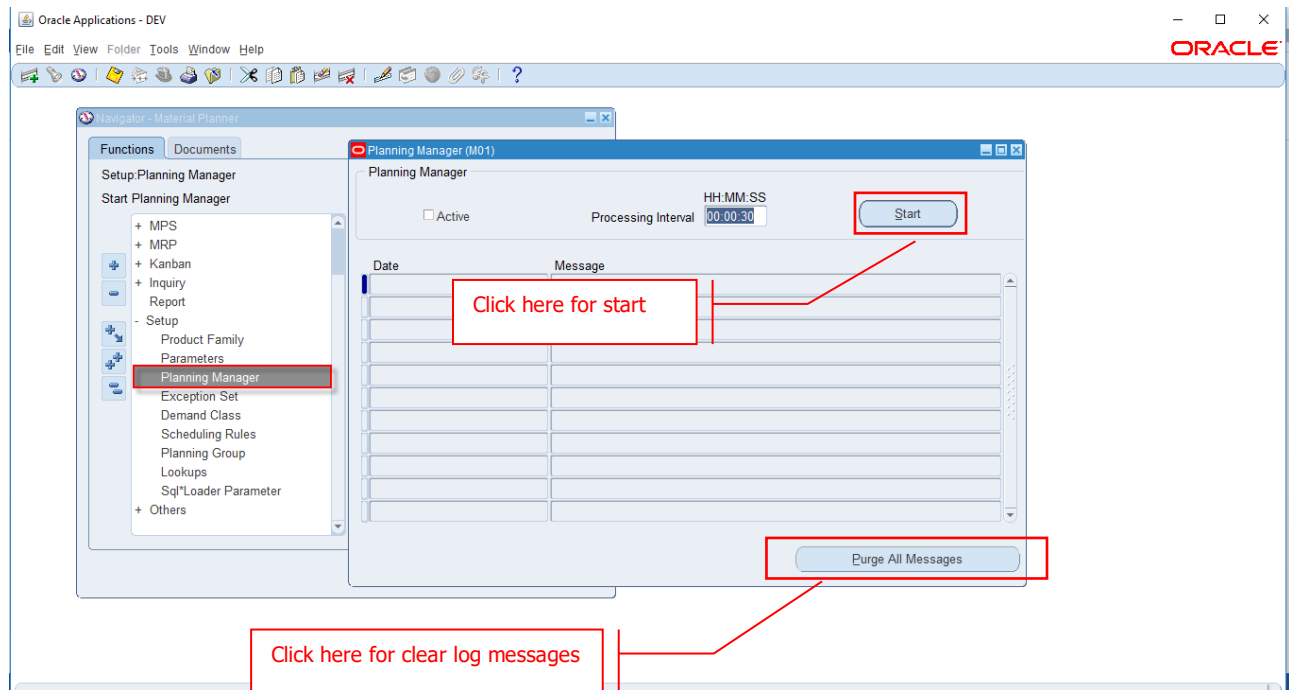 Oracle Applications - DEV
File Edit View Folder Tools Window Help
ORACLE
Navigator - Material Planner
Functions Documents
Setup:Planning Manager
Start Planning Manager
+ MPS
+ MRP
+ Kanban
+ Inquiry
Report
- Setup
Product Family
Parameters
Planning Manager
Exception Set
Demand Class
Scheduling Rules
Planning Group
Lookups
Sql*Loader Parameter
+ Others
Planning Manager (M01)
Planning Manager
HH:MM:SS
Active Processing Interval 00:00:30 Start
Date Message
Click here for start
Purge All Messages
Click here for clear log messages